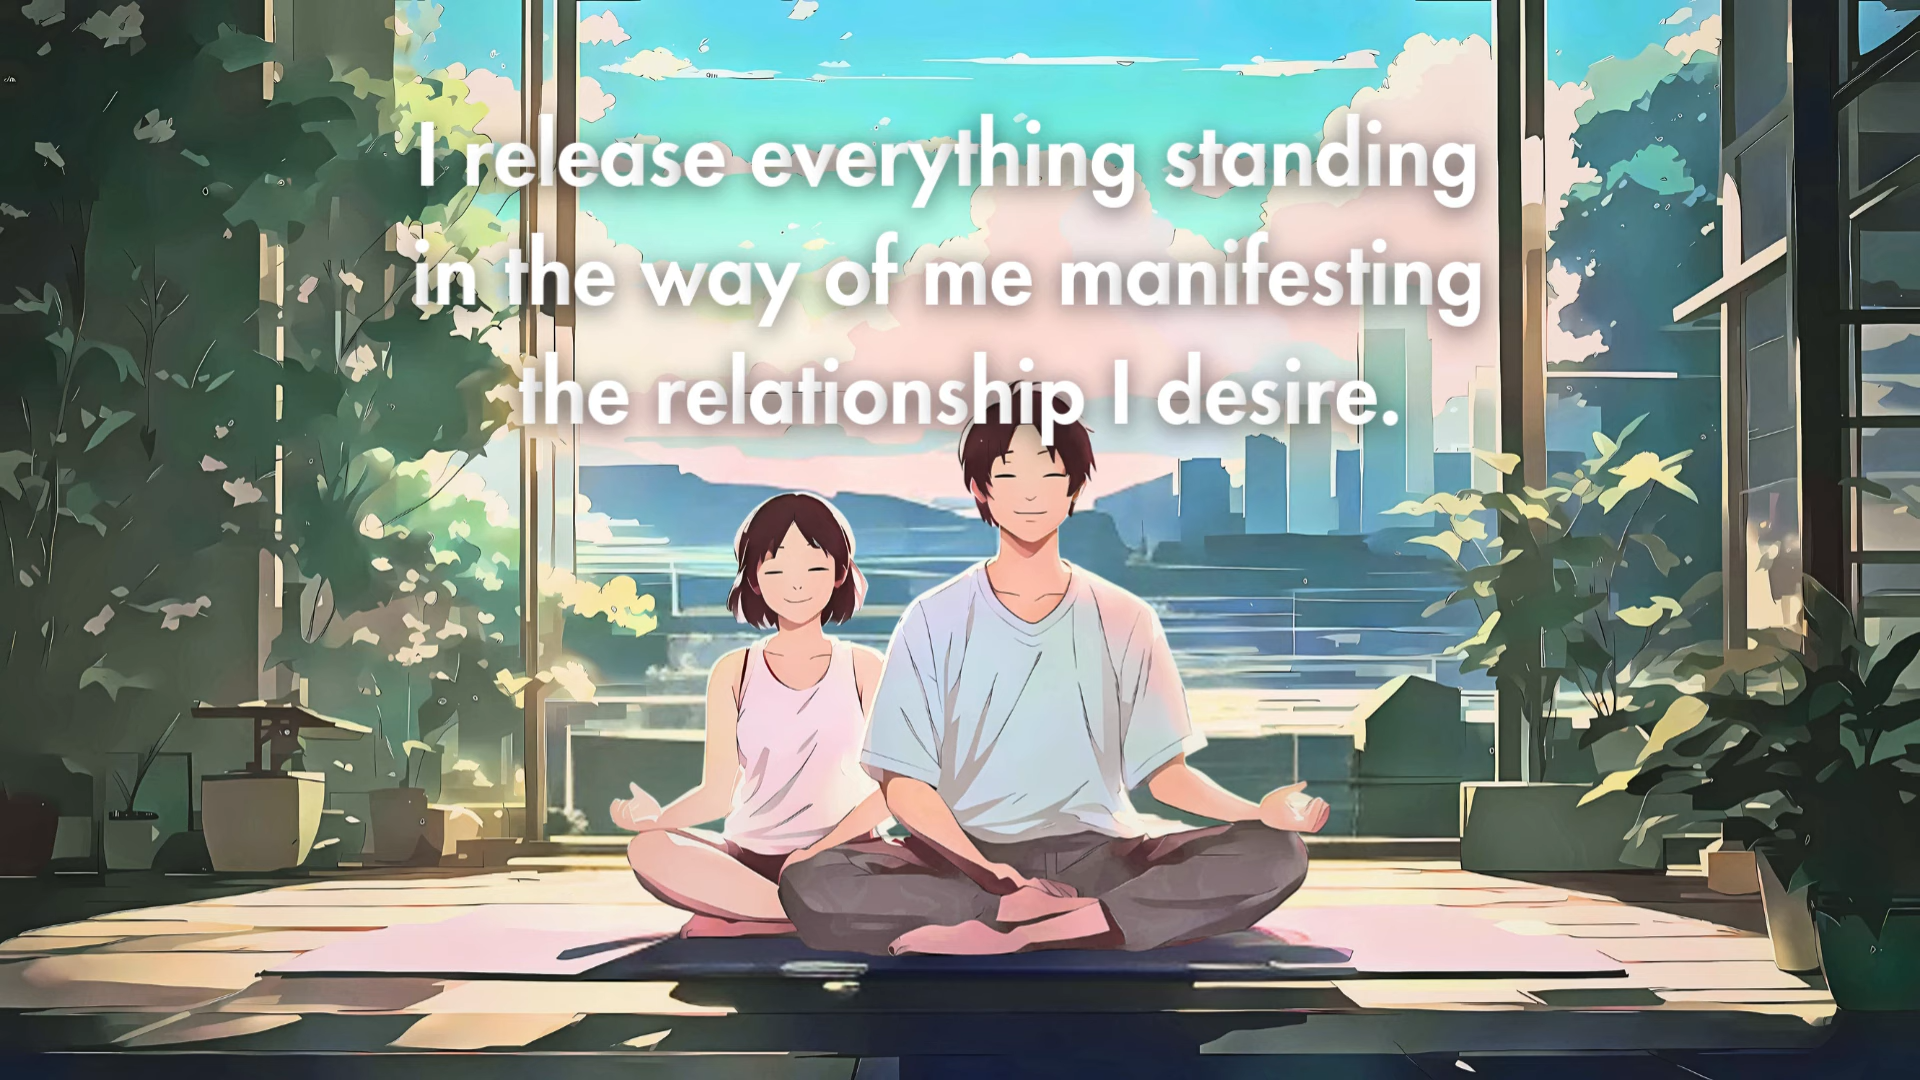 I release everything standing
in the way of me manifesting
the relationship I desire.